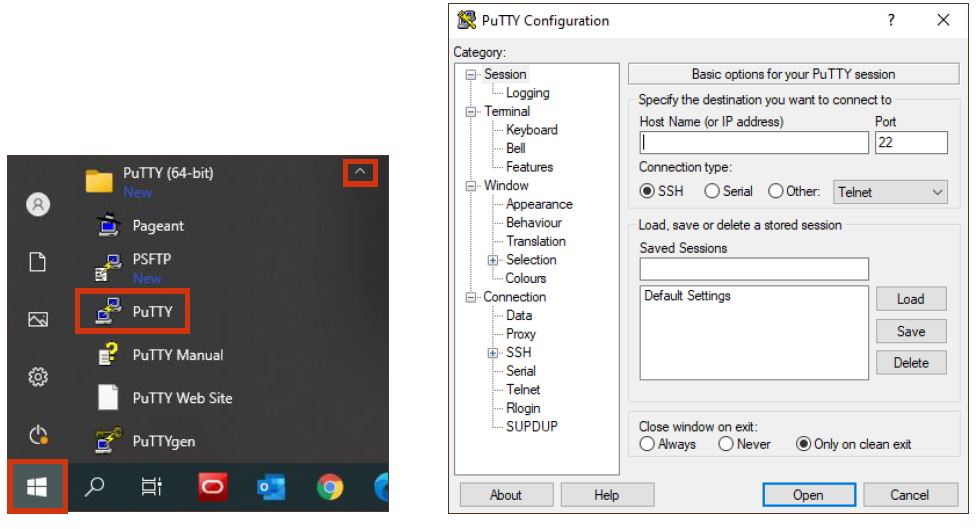 PuTTY (64-bit)
New
Pageant
PSFTP
New
PuTTY
PuTTY Manual
PuTTY Web Site
PuTTYgen
PuTTY Configuration
?
Category:
Session
Logging
Terminal
Keyboard
Bell
Features
Window
Appearance
Behaviour
Translation
Selection
Colours
Connection
Data
Proxy
SSH
Serial
Telnet
Rlogin
SUPDUP
Basic options for your PuTTY session
Specify the destination you want to connect to
Host Name (or IP address) Port
22
Connection type:
SSH Serial Other: Telnet
Load, save or delete a stored session
Saved Sessions
Default Settings
Load
Save
Delete
Close window on exit:
Always Never Only on clean exit
About Help Open Cancel